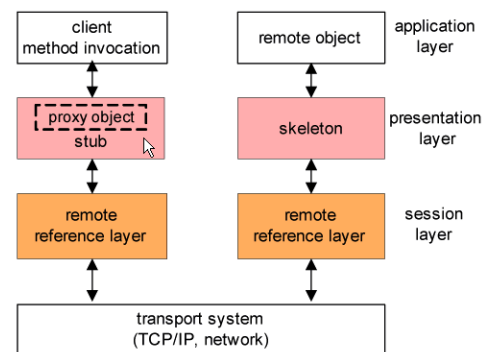 client
method invocation
remote object
application
layer
proxy object
stub
skeleton
presentation
layer
remote
reference layer
remote
reference layer
session
layer
transport system
(TCP/IP, network)